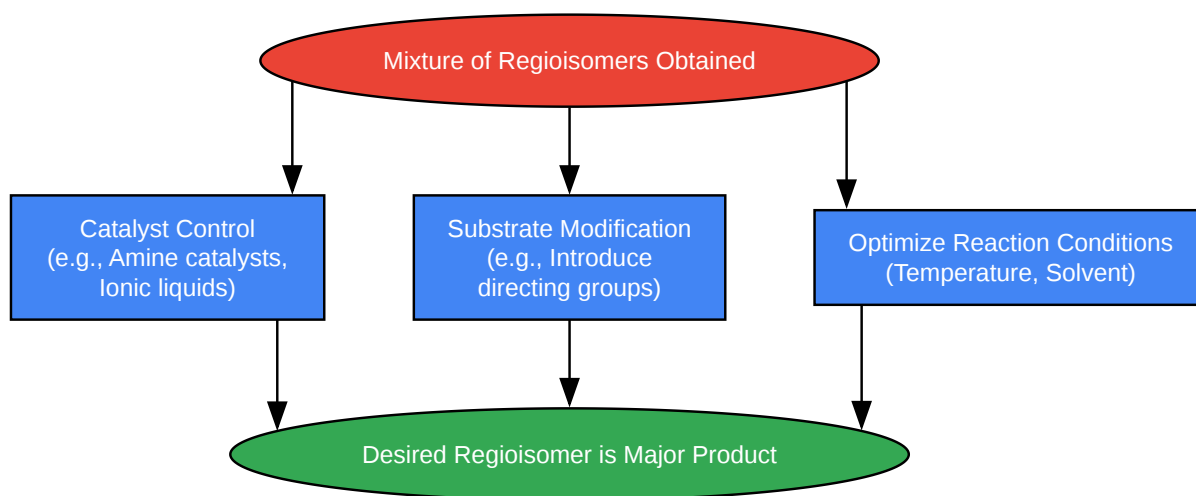 Mixture of Regioisomers Obtained
Catalyst Control
(e.g., Amine catalysts,
Ionic liquids)
Substrate Modification
(e.g., Introduce
directing groups)
Optimize Reaction Conditions
(Temperature, Solvent)
Desired Regioisomer is Major Product